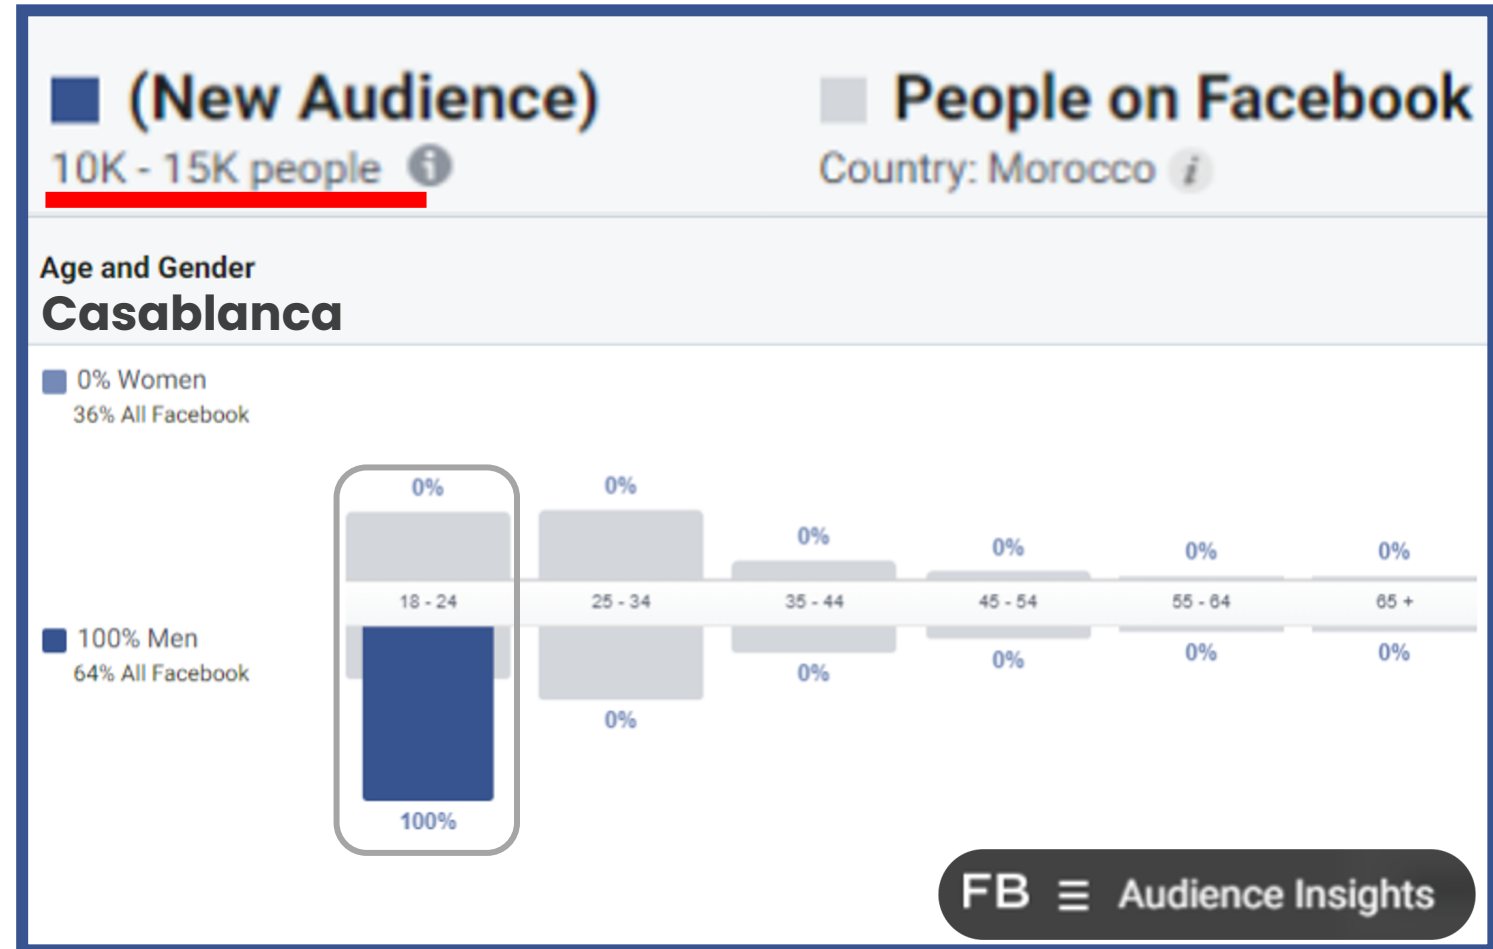 (New Audience)
10K - 15K people
People on Facebook
Country: Morocco
Age and Gender
Casablanca
0% Women
36% All Facebook
0% 0% 0% 0% 0% 0%
18 - 24 25 - 34 35 - 44 45 - 54 55 - 64 65 +
100% Men
64% All Facebook
100% 0% 0% 0% 0% 0%
FB Audience Insights